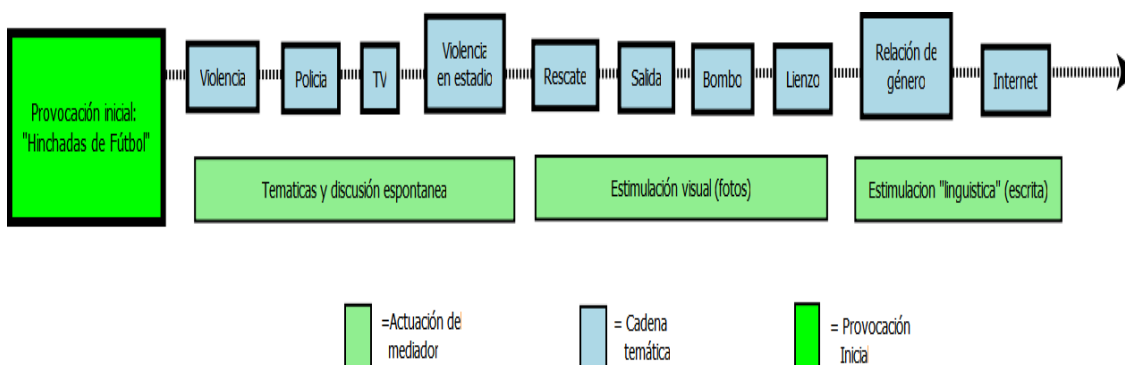 Provocación inicial:
"Hinchadas de Fútbol"
Violencia
Policia
TV
Violencia
en estadio
Rescate
Salida
Bombo
Lienzo
Relación de
género
Internet
Tematicas y discusión espontanea
Estimulación visual (fotos)
Estimulacion "linguistica" (escrita)
=Actuación del
mediador
= Cadena
temática
= Provocación
Inicial